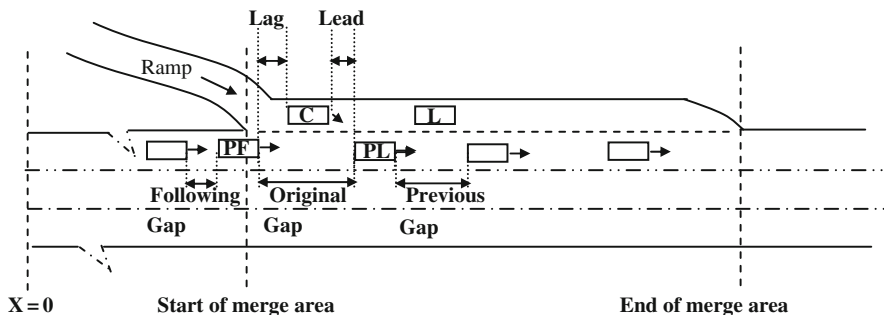 Lag Lead
Ramp
C L
PF PL
Following Original Previous
Gap Gap Gap
X = 0 Start of merge area End of merge area